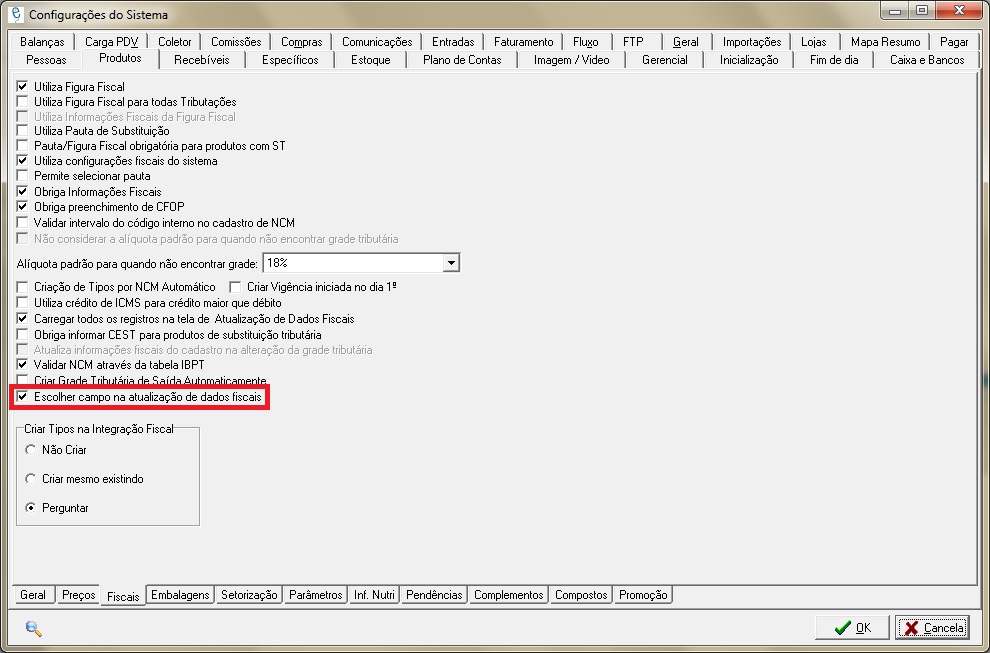 Configurações do Sistema
Balanças Carga PDV Coletor Comissões Compras Comunicações Entradas Faturamento Fluxo FTP Geral Importações Lojas Mapa Resumo Pagar
Pessoas Produtos Recebíveis Específicos Estoque Plano de Contas Imagem / Video Gerencial Inicialização Fim de dia Caixa e Bancos
Utiliza Figura Fiscal
Utiliza Figura Fiscal para todas Tributações
Utiliza Informações Fiscais da Figura Fiscal
Utiliza Pauta de Substituição
Pauta/Figura Fiscal obrigatória para produtos com ST
Utiliza configurações fiscais do sistema
Permite selecionar pauta
Obriga Informações Fiscais
Obriga preenchimento de CFOP
Validar intervalo do código interno no cadastro de NCM
Não considerar a alíquota padrão para quando não encontrar grade tributária
Alíquota padrão para quando não encontrar grade: 18%
Criação de Tipos por NCM Automático Criar Vigência iniciada no dia 1º
Utiliza crédito de ICMS para crédito maior que débito
Carregar todos os registros na tela de Atualização de Dados Fiscais
Obriga informar CEST para produtos de substituição tributária
Atualiza informações fiscais do cadastro na alteração da grade tributária
Validar NCM através da tabela IBPT
Criar Grade Tributária de Saída Automaticamente
Escolher campo na atualização de dados fiscais
Criar Tipos na Integração Fiscal
Não Criar
Criar mesmo existindo
Perguntar
Geral Preços Fiscais Embalagens Setorização Parâmetros Inf. Nutri Pendências Complementos Compostos Promoção
OK Cancela